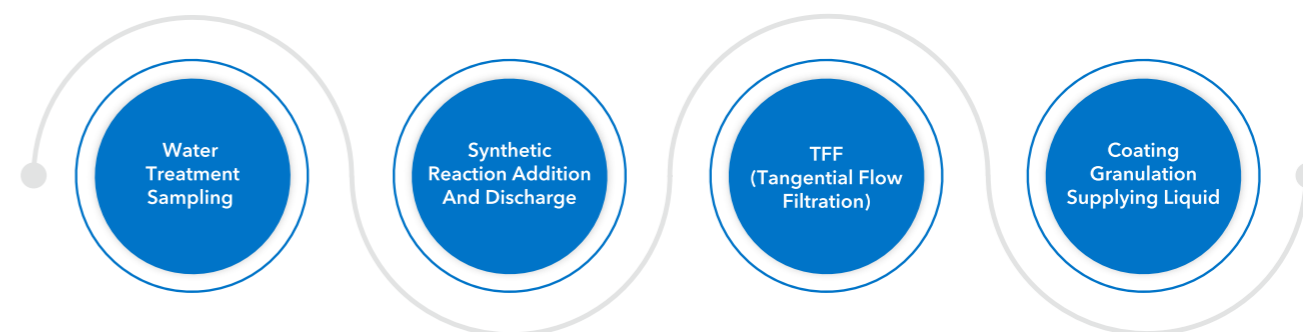 Water
Treatment
Sampling
Synthetic
Reaction Addition
And Discharge
TFF
(Tangential Flow
Filtration)
Coating
Granulation
Supplying Liquid